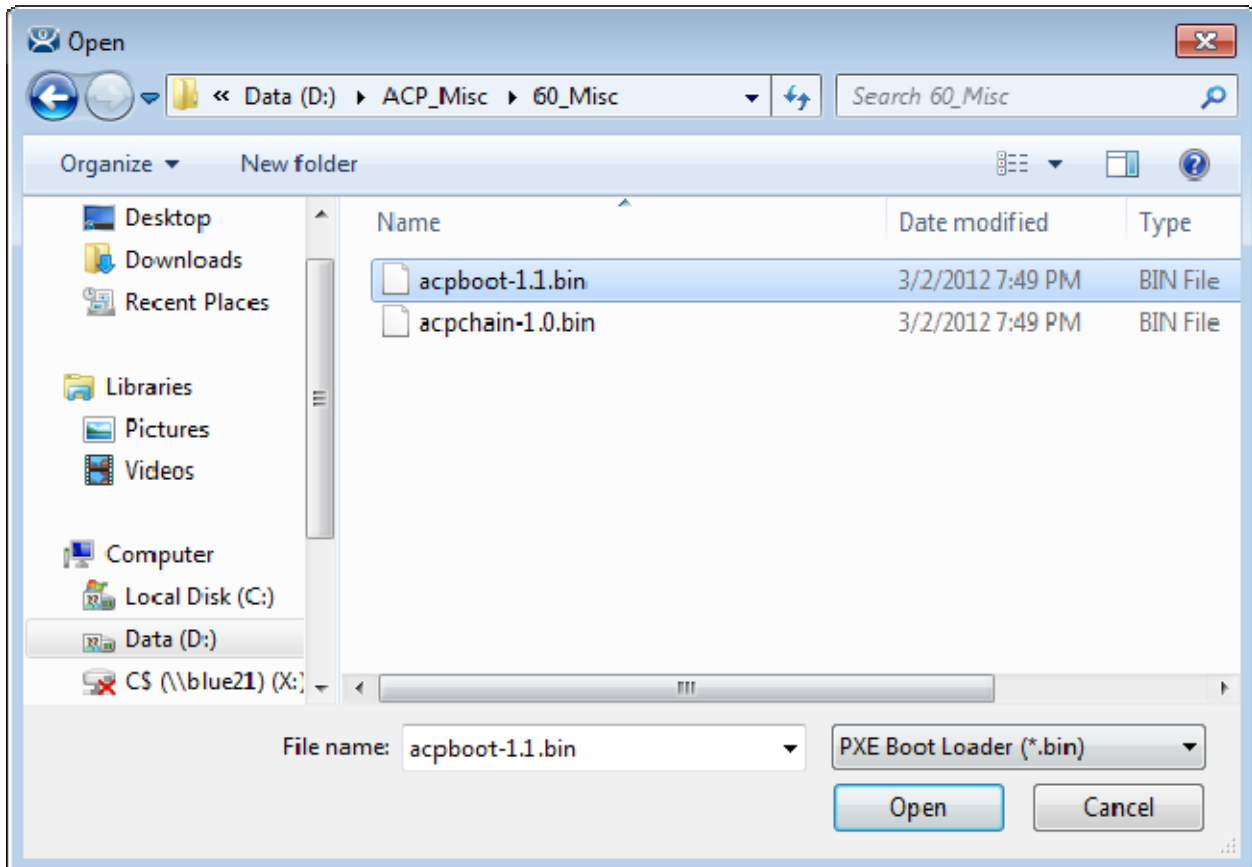 Open
« Data (D:) ▸ ACP_Misc ▸ 60_Misc
Search 60_Misc
Organize
New folder
Name
Date modified
Type
Desktop
Downloads
Recent Places
Libraries
Pictures
Videos
Computer
Local Disk (C:)
Data (D:)
C$ (\\blue21) (X:)
acpboot-1.1.bin 3/2/2012 7:49 PM BIN File
acpchain-1.0.bin 3/2/2012 7:49 PM BIN File
File name: acpboot-1.1.bin
PXE Boot Loader (*.bin)
Open
Cancel